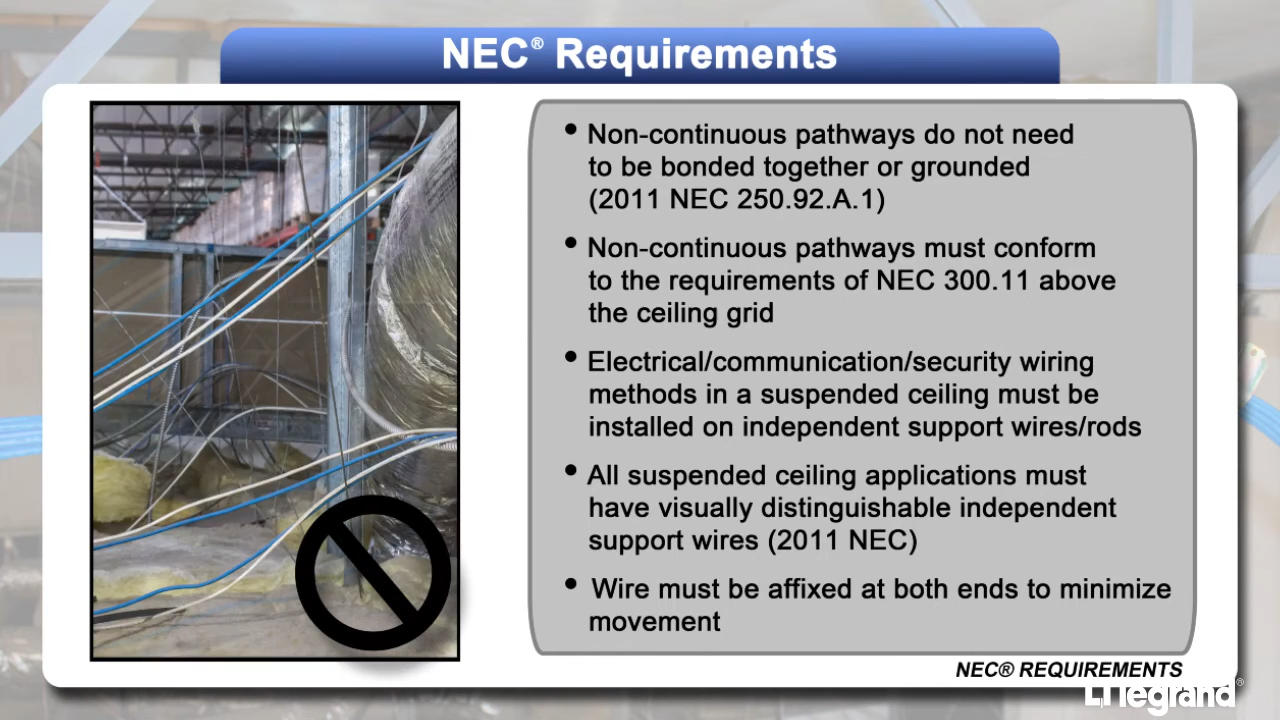 NEC® Requirements
• Non-continuous pathways do not need
to be bonded together or grounded
(2011 NEC 250.92.A.1)
• Non-continuous pathways must conform
to the requirements of NEC 300.11 above
the ceiling grid
• Electrical/communication/security wiring
methods in a suspended ceiling must be
installed on independent support wires/rods
• All suspended ceiling applications must
have visually distinguishable independent
support wires (2011 NEC)
• Wire must be affixed at both ends to minimize
movement
NEC® REQUIREMENTS
legrand®